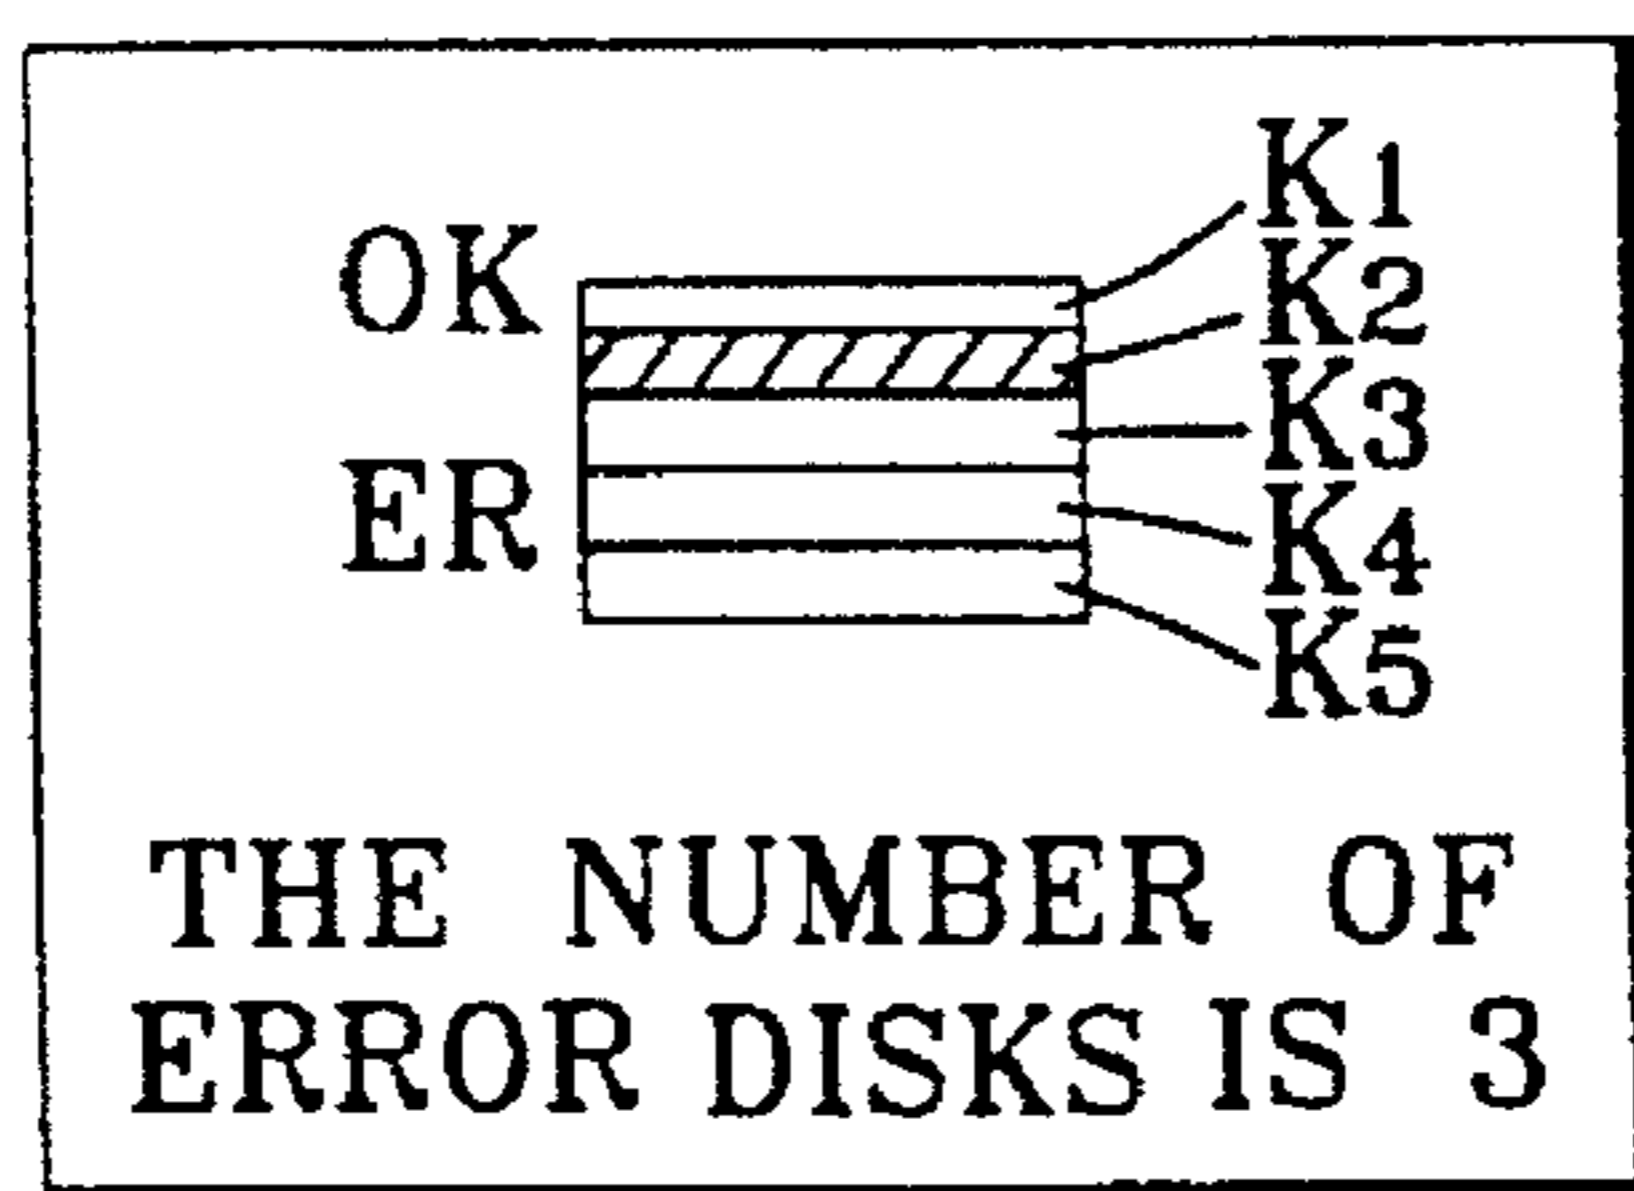 K1
OK
K2
K3
ER
K4
K5
THE NUMBER OF
ERROR DISKS IS 3